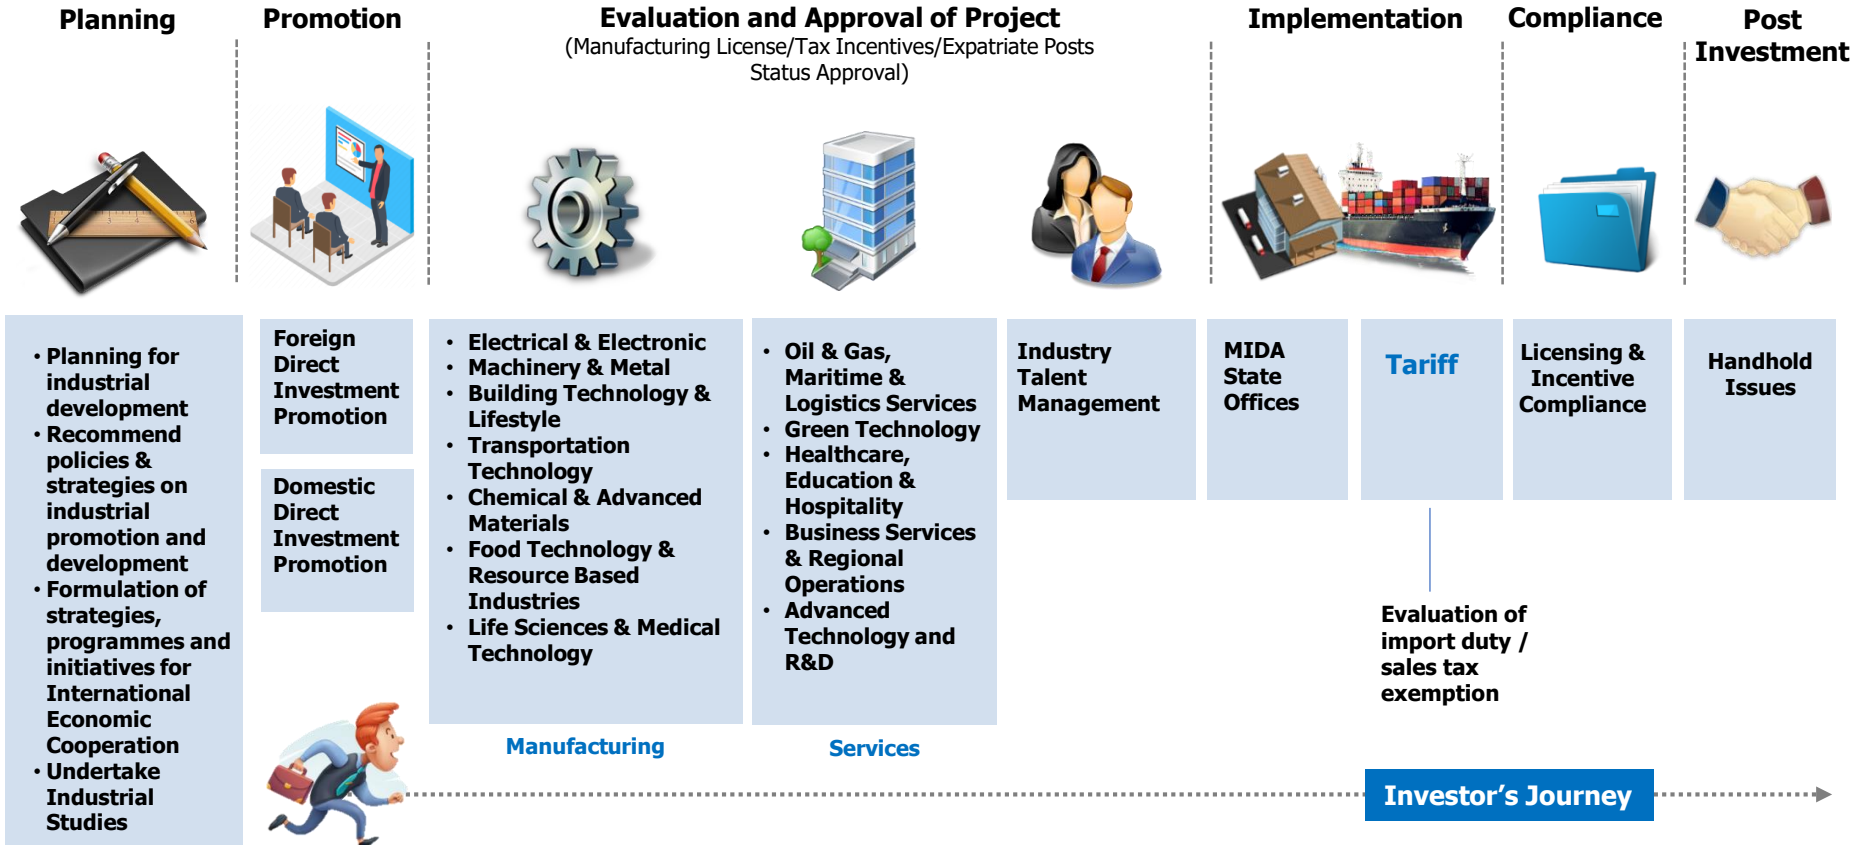 Planning
Promotion
Evaluation and Approval of Project
(Manufacturing License/Tax Incentives/Expatriate Posts
Status Approval)
Implementation
Compliance
Post
Investment
• Planning for
industrial
development
• Recommend
policies &
strategies on
industrial
promotion and
development
• Formulation of
strategies,
programmes and
initiatives for
International
Economic
Cooperation
• Undertake
Industrial
Studies
Foreign
Direct
Investment
Promotion
Domestic
Direct
Investment
Promotion
• Electrical & Electronic
• Machinery & Metal
• Building Technology &
Lifestyle
• Transportation
Technology
• Chemical & Advanced
Materials
• Food Technology &
Resource Based
Industries
• Life Sciences & Medical
Technology
Manufacturing
• Oil & Gas,
Maritime &
Logistics Services
• Green Technology
• Healthcare,
Education &
Hospitality
• Business Services
& Regional
Operations
• Advanced
Technology and
R&D
Services
Industry
Talent
Management
MIDA
State
Offices
Tariff
Evaluation of
import duty /
sales tax
exemption
Licensing &
Incentive
Compliance
Handhold
Issues
Investor’s Journey